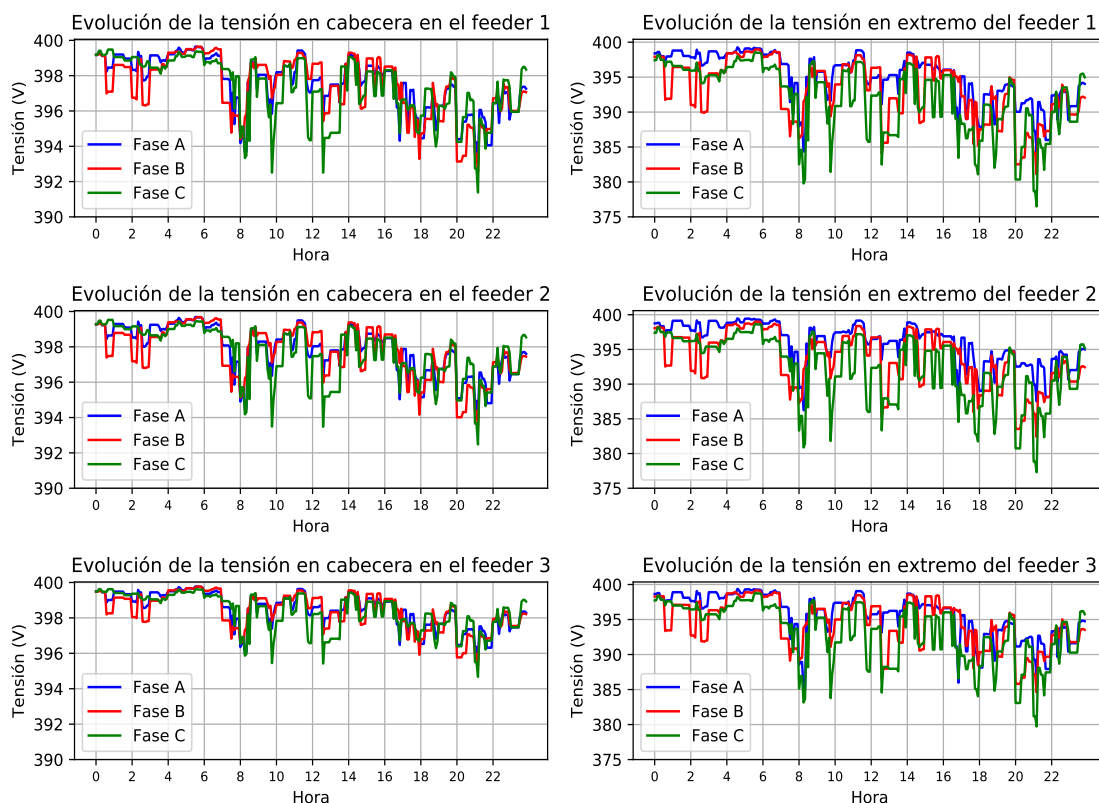 Evolución de la tensión en cabecera en el feeder 1
400
398
396
394
392
390
Tensión (V)
Fase A
Fase B
Fase C
0 2 4 6 8 10 12 14 16 18 20 22
Hora
Evolución de la tensión en extremo del feeder 1
400
395
390
385
380
375
Tensión (V)
Fase A
Fase B
Fase C
0 2 4 6 8 10 12 14 16 18 20 22
Hora
Evolución de la tensión en cabecera en el feeder 2
400
398
396
394
392
390
Tensión (V)
Fase A
Fase B
Fase C
0 2 4 6 8 10 12 14 16 18 20 22
Hora
Evolución de la tensión en extremo del feeder 2
400
395
390
385
380
375
Tensión (V)
Fase A
Fase B
Fase C
0 2 4 6 8 10 12 14 16 18 20 22
Hora
Evolución de la tensión en cabecera en el feeder 3
400
398
396
394
392
390
Tensión (V)
Fase A
Fase B
Fase C
0 2 4 6 8 10 12 14 16 18 20 22
Hora
Evolución de la tensión en extremo del feeder 3
400
395
390
385
380
375
Tensión (V)
Fase A
Fase B
Fase C
0 2 4 6 8 10 12 14 16 18 20 22
Hora